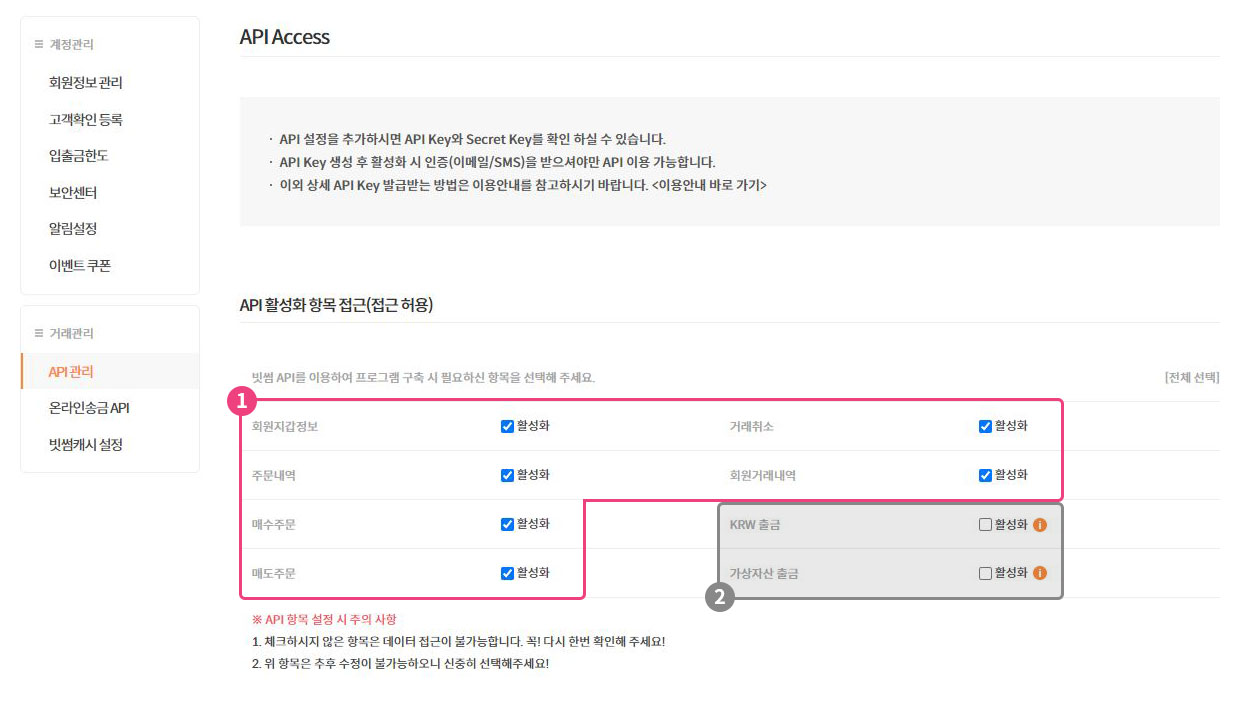 계정관리
회원정보 관리
고객확인 등록
입출금한도
보안센터
알림설정
이벤트 쿠폰
거래관리
API 관리
온라인송금 API
빗썸캐시 설정
API Access
· API 설정을 추가하시면 API Key와 Secret Key를 확인 하실 수 있습니다.
· API Key 생성 후 활성화 시 인증(이메일/SMS)을 받으셔야만 API 이용 가능합니다.
· 이외 상세 API Key 발급받는 방법은 이용안내를 참고하시기 바랍니다. <이용안내 바로 가기>
API 활성화 항목 접근(접근 허용)
빗썸 API를 이용하여 프로그램 구축 시 필요하신 항목을 선택해 주세요. [전체 선택]
1
회원지갑정보 활성화 거래취소 활성화
주문내역 활성화 회원거래내역 활성화
매수주문 활성화 KRW 출금 활성화
매도주문 활성화 가상자산 출금 활성화
2
※ API 항목 설정 시 주의 사항
1. 체크하시지 않은 항목은 데이터 접근이 불가능합니다. 꼭! 다시 한번 확인해 주세요!
2. 위 항목은 추후 수정이 불가능하오니 신중히 선택해주세요!